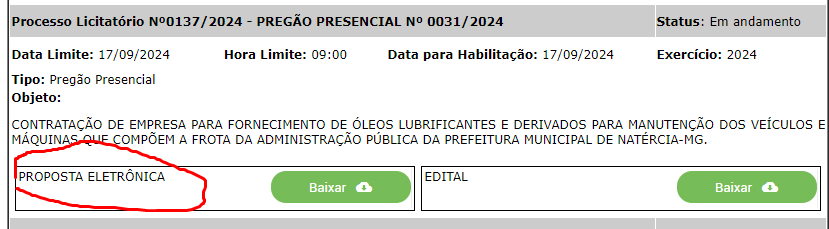 Processo Licitatório Nº0137/2024 - PREGÃO PRESENCIAL Nº 0031/2024 Status: Em andamento
Data Limite: 17/09/2024 Hora Limite: 09:00 Data para Habilitação: 17/09/2024 Exercício: 2024
Tipo: Pregão Presencial
Objeto:
CONTRATAÇÃO DE EMPRESA PARA FORNECIMENTO DE ÓLEOS LUBRIFICANTES E DERIVADOS PARA MANUTENÇÃO DOS VEÍCULOS E
MÁQUINAS QUE COMPÕEM A FROTA DA ADMINISTRAÇÃO PÚBLICA DA PREFEITURA MUNICIPAL DE NATÉRCIA-MG.
PROPOSTA ELETRÔNICA Baixar EDITAL Baixar